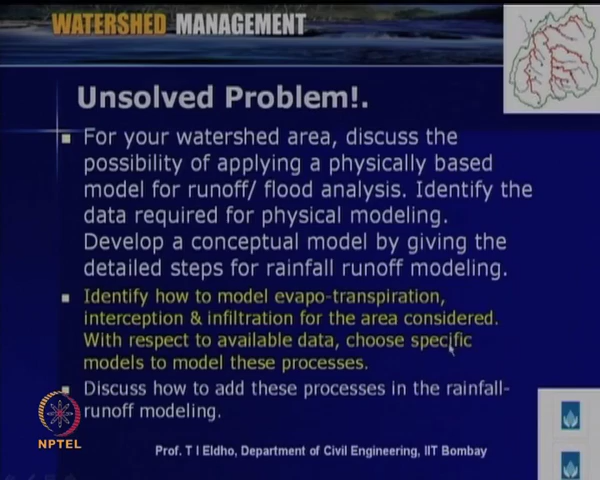 WATERSHED MANAGEMENT
Unsolved Problem!.
For your watershed area, discuss the
possibility of applying a physically based
model for runoff/ flood analysis. Identify the
data required for physical modeling.
Develop a conceptual model by giving the
detailed steps for rainfall runoff modeling.
Identify how to model evapo-transpiration,
interception & infiltration for the area considered.
With respect to available data, choose specific
models to model these processes.
Discuss how to add these processes in the rainfall-
runoff modeling.
NPTEL
Prof. T I Eldho, Department of Civil Engineering, IIT Bombay